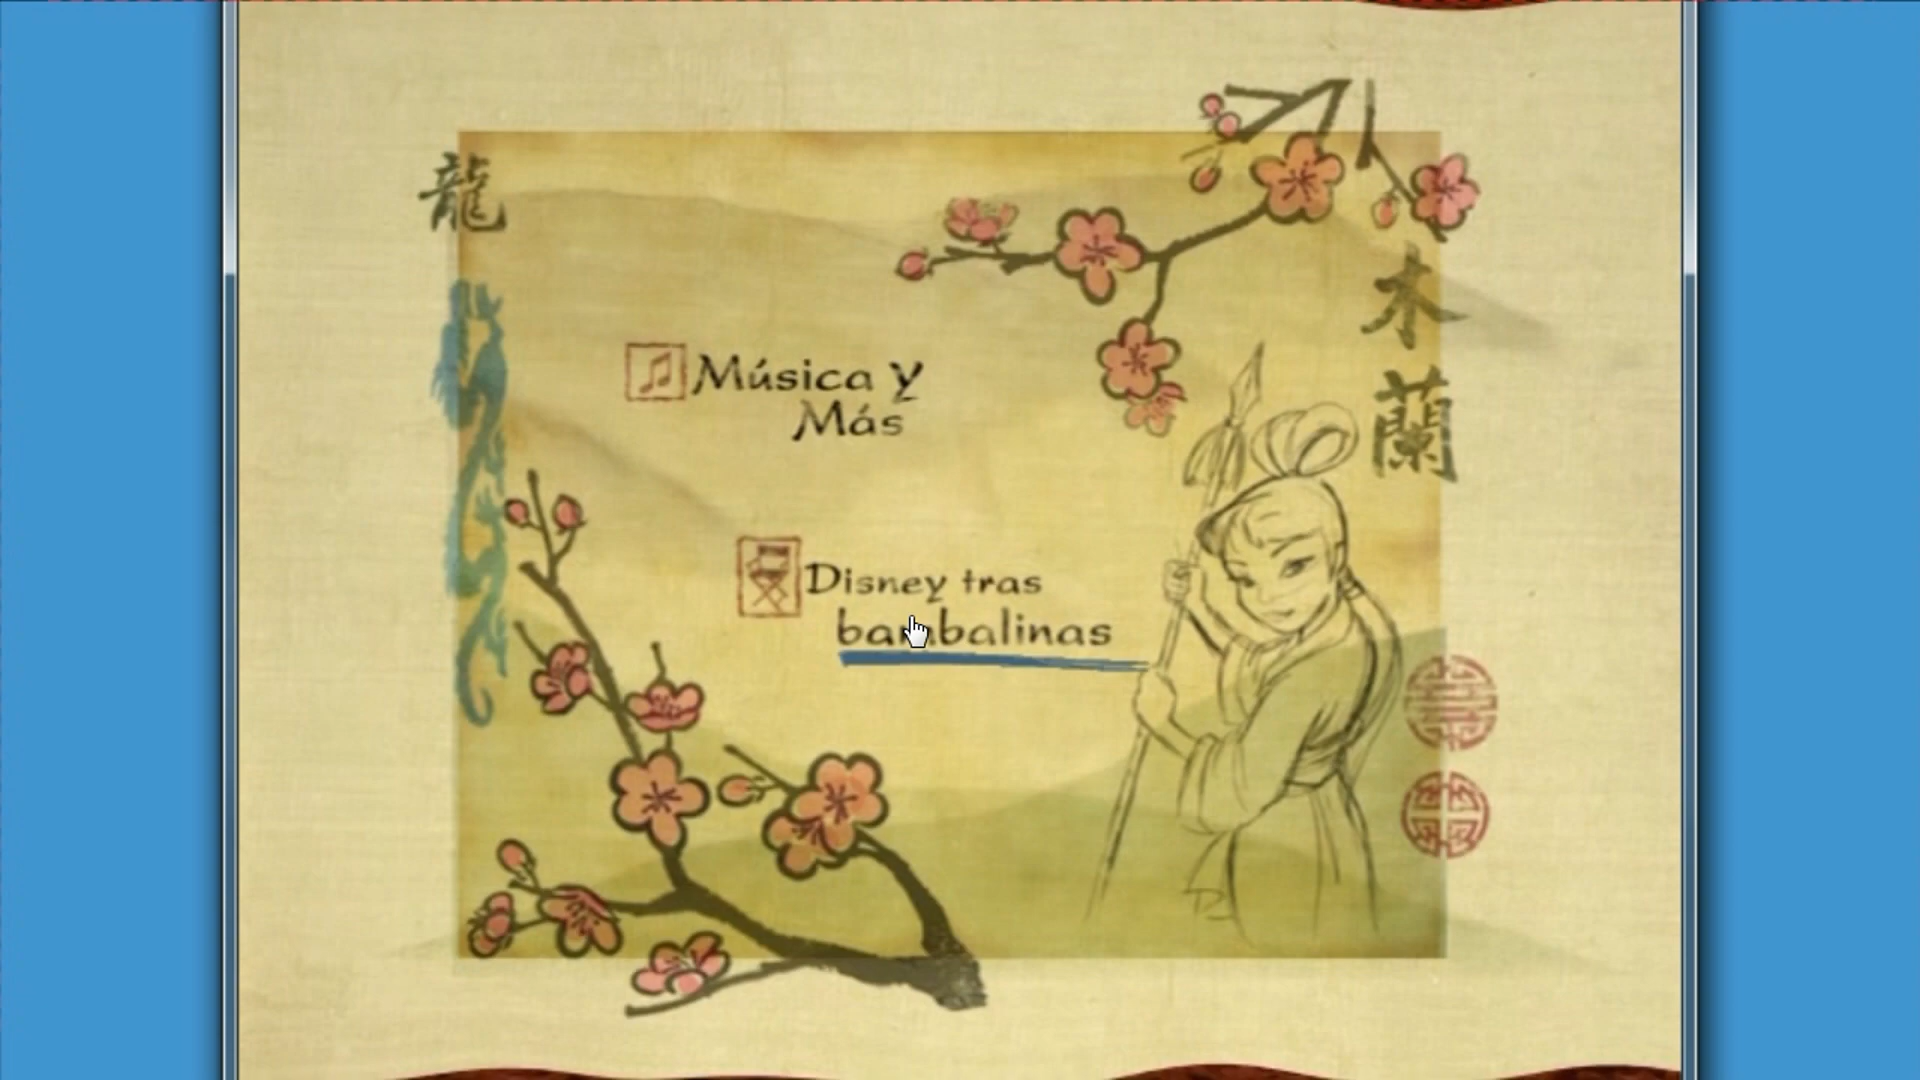 龍
木
蘭
Música y
Más
Disney tras
bambalinas